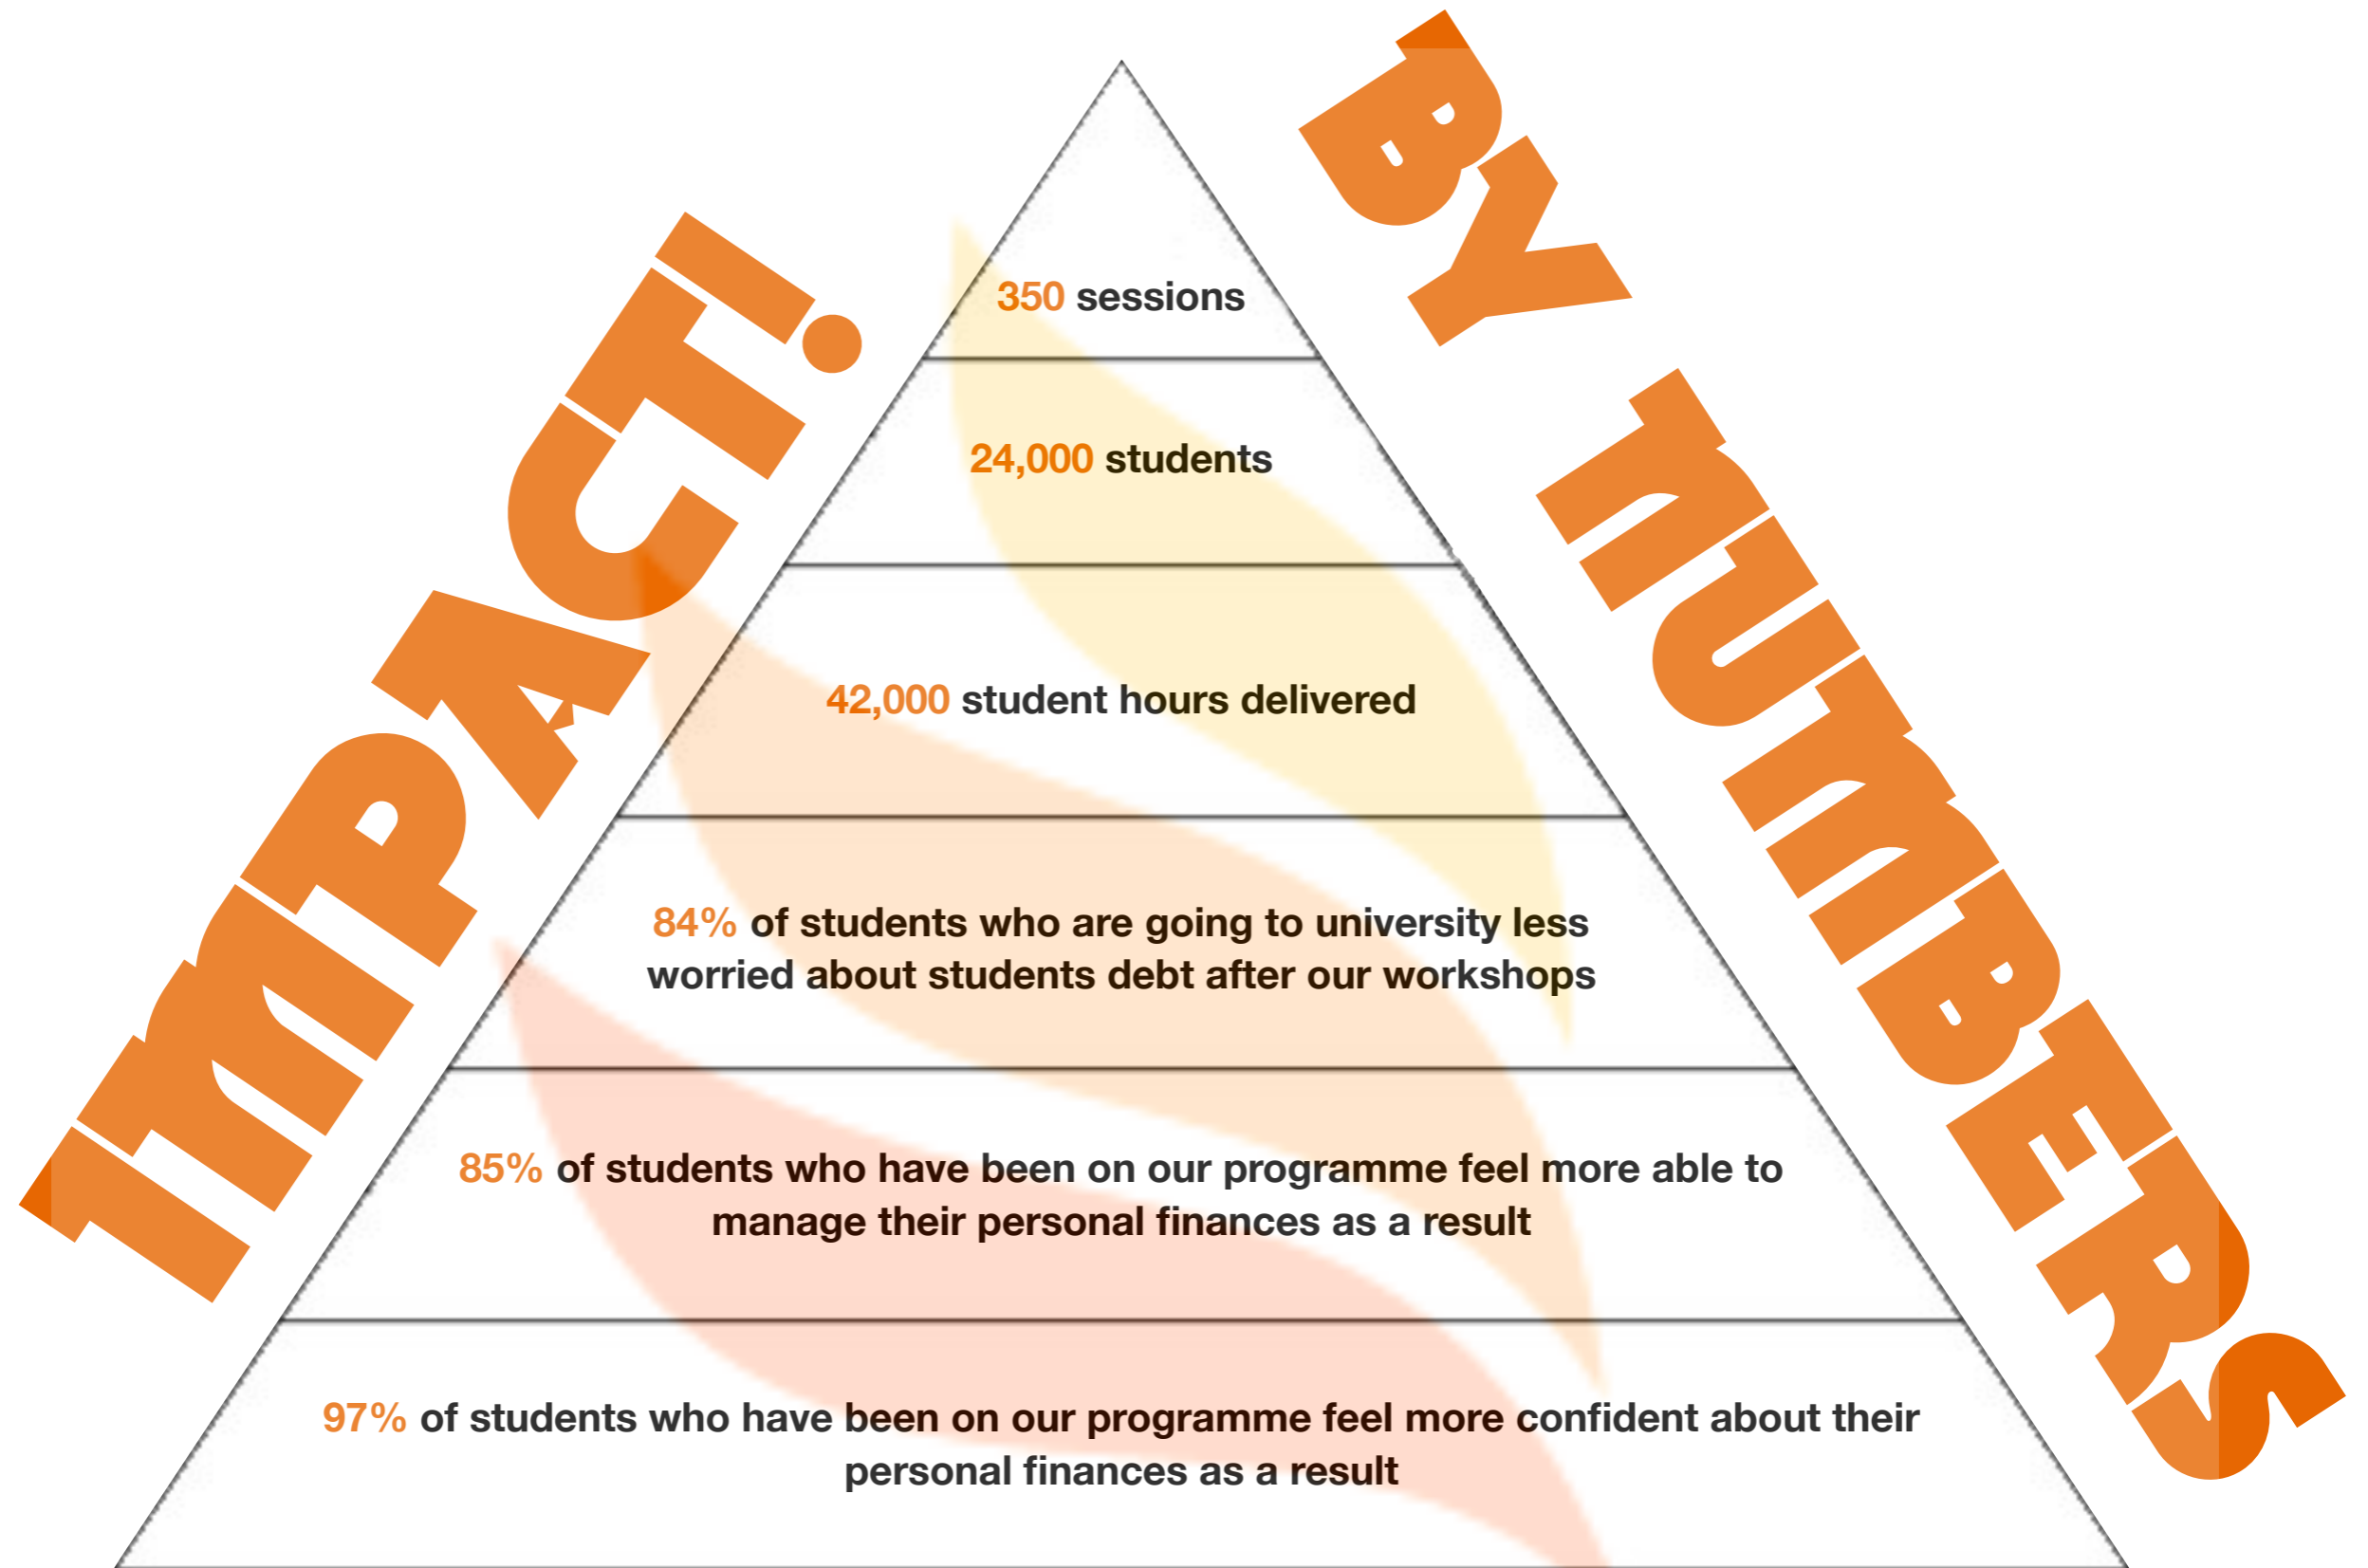 IMPACT!
BY NUMBERS
350 sessions
24,000 students
42,000 student hours delivered
84% of students who are going to university less
worried about students debt after our workshops
85% of students who have been on our programme feel more able to
manage their personal finances as a result
97% of students who have been on our programme feel more confident about their
personal finances as a result